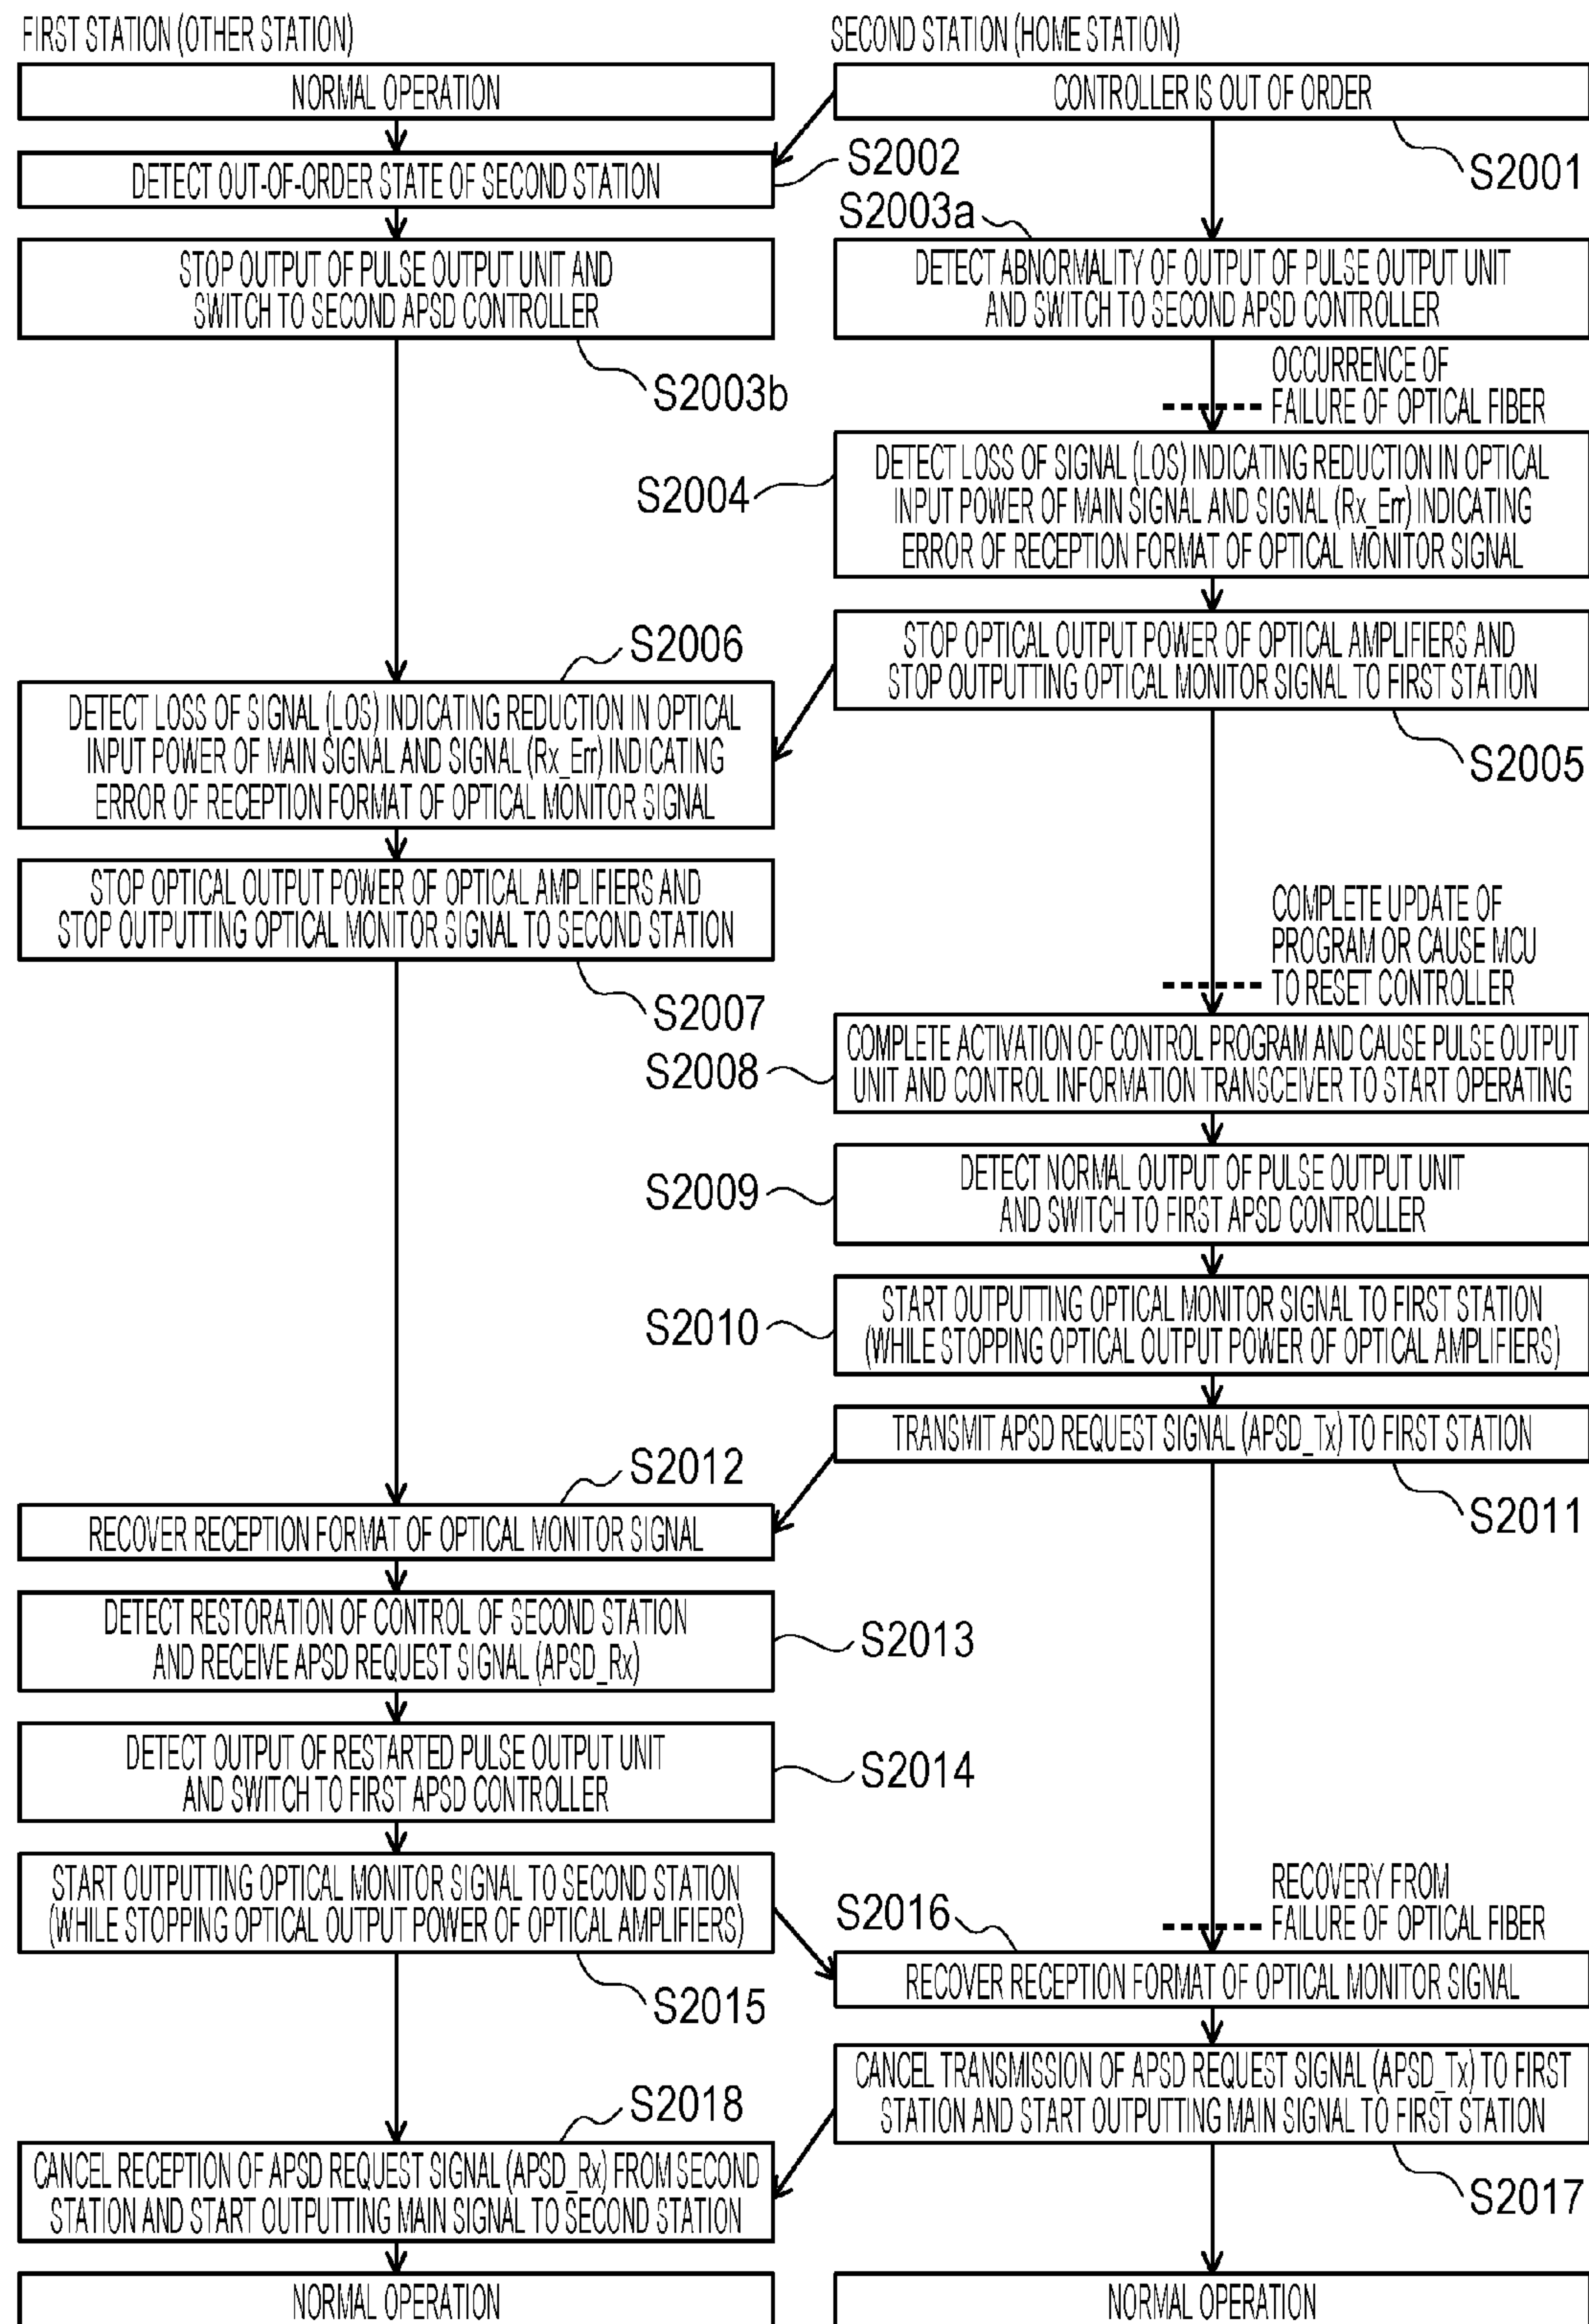 FIRST STATION (OTHER STATION)
SECOND STATION (HOME STATION)
NORMAL OPERATION
CONTROLLER IS OUT OF ORDER
S2001
DETECT OUT-OF-ORDER STATE OF SECOND STATION
S2002
S2003a
STOP OUTPUT OF PULSE OUTPUT UNIT AND
SWITCH TO SECOND APSD CONTROLLER
S2003b
DETECT ABNORMALITY OF OUTPUT OF PULSE OUTPUT UNIT
AND SWITCH TO SECOND APSD CONTROLLER
OCCURRENCE OF
FAILURE OF OPTICAL FIBER
S2004
DETECT LOSS OF SIGNAL (LOS) INDICATING REDUCTION IN OPTICAL
INPUT POWER OF MAIN SIGNAL AND SIGNAL (Rx_Err) INDICATING
ERROR OF RECEPTION FORMAT OF OPTICAL MONITOR SIGNAL
STOP OPTICAL OUTPUT POWER OF OPTICAL AMPLIFIERS AND
STOP OUTPUTTING OPTICAL MONITOR SIGNAL TO FIRST STATION
S2005
S2006
DETECT LOSS OF SIGNAL (LOS) INDICATING REDUCTION IN OPTICAL
INPUT POWER OF MAIN SIGNAL AND SIGNAL (Rx_Err) INDICATING
ERROR OF RECEPTION FORMAT OF OPTICAL MONITOR SIGNAL
STOP OPTICAL OUTPUT POWER OF OPTICAL AMPLIFIERS AND
STOP OUTPUTTING OPTICAL MONITOR SIGNAL TO SECOND STATION
S2007
COMPLETE UPDATE OF
PROGRAM OR CAUSE MCU
TO RESET CONTROLLER
S2008
COMPLETE ACTIVATION OF CONTROL PROGRAM AND CAUSE PULSE OUTPUT
UNIT AND CONTROL INFORMATION TRANSCEIVER TO START OPERATING
S2009
DETECT NORMAL OUTPUT OF PULSE OUTPUT UNIT
AND SWITCH TO FIRST APSD CONTROLLER
S2010
START OUTPUTTING OPTICAL MONITOR SIGNAL TO FIRST STATION
(WHILE STOPPING OPTICAL OUTPUT POWER OF OPTICAL AMPLIFIERS)
TRANSMIT APSD REQUEST SIGNAL (APSD_Tx) TO FIRST STATION
S2011
S2012
RECOVER RECEPTION FORMAT OF OPTICAL MONITOR SIGNAL
DETECT RESTORATION OF CONTROL OF SECOND STATION
AND RECEIVE APSD REQUEST SIGNAL (APSD_Rx)
S2013
DETECT OUTPUT OF RESTARTED PULSE OUTPUT UNIT
AND SWITCH TO FIRST APSD CONTROLLER
S2014
START OUTPUTTING OPTICAL MONITOR SIGNAL TO SECOND STATION
(WHILE STOPPING OPTICAL OUTPUT POWER OF OPTICAL AMPLIFIERS)
S2015
RECOVERY FROM
FAILURE OF OPTICAL FIBER
S2016
RECOVER RECEPTION FORMAT OF OPTICAL MONITOR SIGNAL
CANCEL TRANSMISSION OF APSD REQUEST SIGNAL (APSD_Tx) TO FIRST
STATION AND START OUTPUTTING MAIN SIGNAL TO FIRST STATION
S2017
S2018
CANCEL RECEPTION OF APSD REQUEST SIGNAL (APSD_Rx) FROM SECOND
STATION AND START OUTPUTTING MAIN SIGNAL TO SECOND STATION
NORMAL OPERATION
NORMAL OPERATION